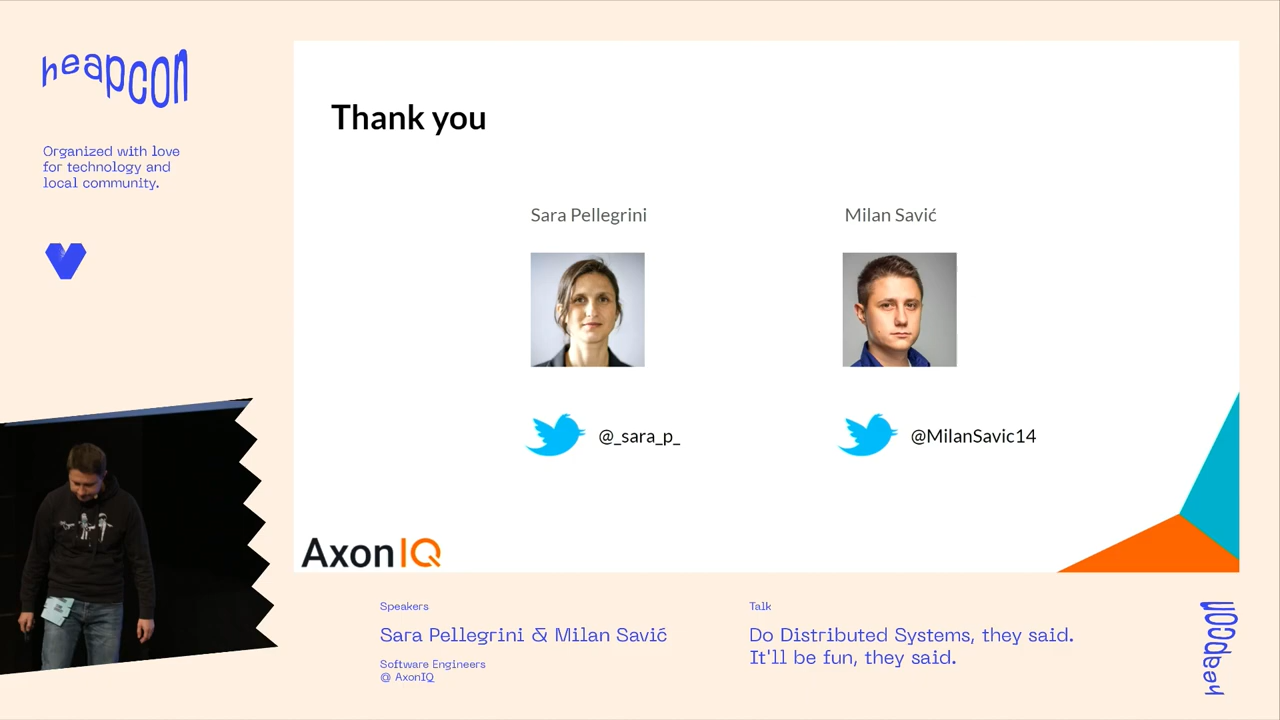 heapcon
Organized with love
for technology and
local community.
Thank you
Sara Pellegrini
Milan Savić
@_sara_p_
@MilanSavic14
AxonIQ
Speakers
Sara Pellegrini & Milan Savić
Software Engineers
@ AxonIQ
Talk
Do Distributed Systems, they said.
It'll be fun, they said.
heapcon